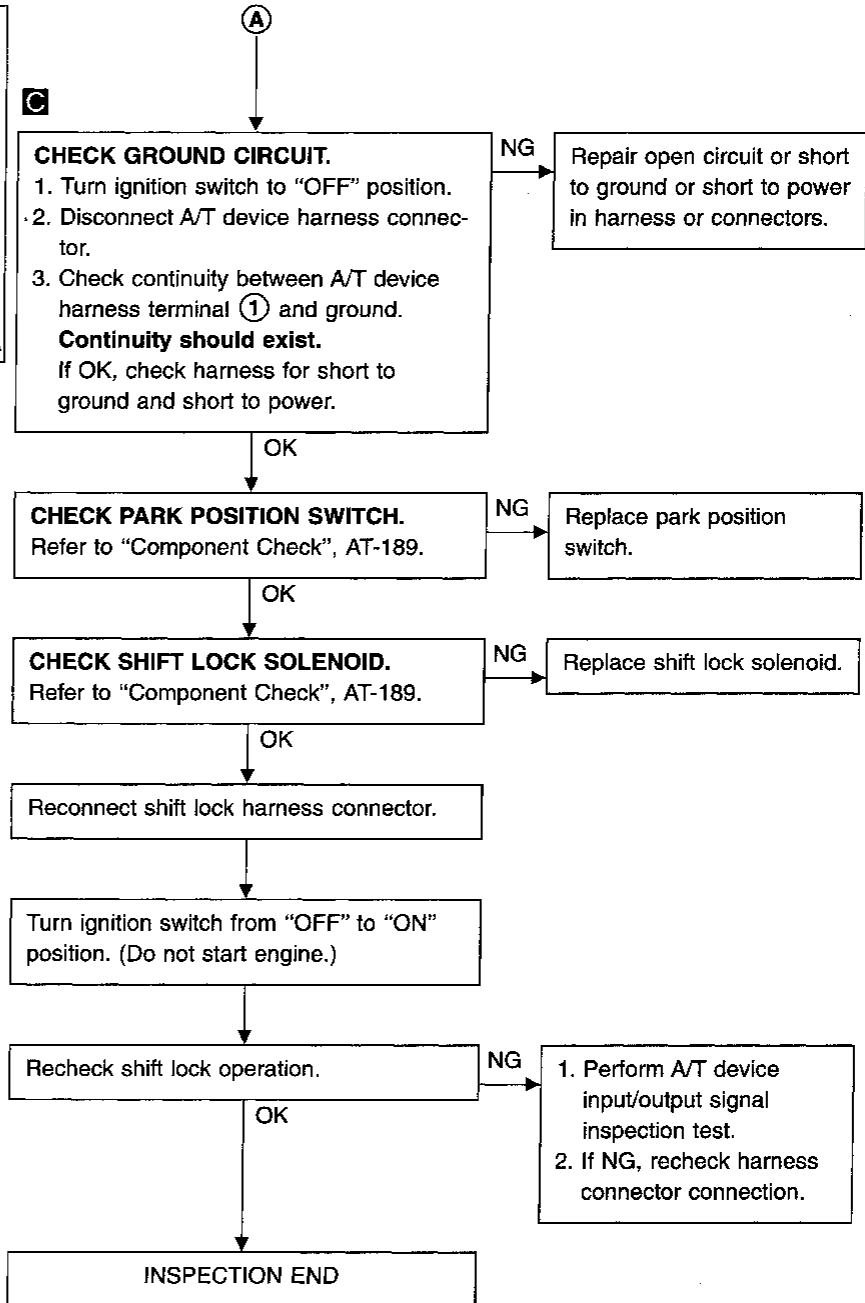 A
C
CHECK GROUND CIRCUIT.
1. Turn ignition switch to “OFF” position.
2. Disconnect A/T device harness connec-
tor.
3. Check continuity between A/T device
harness terminal ① and ground.
Continuity should exist.
If OK, check harness for short to
ground and short to power.
NG
Repair open circuit or short
to ground or short to power
in harness or connectors.
OK
CHECK PARK POSITION SWITCH.
Refer to “Component Check”, AT-189.
NG
Replace park position
switch.
OK
CHECK SHIFT LOCK SOLENOID.
Refer to “Component Check”, AT-189.
NG
Replace shift lock solenoid.
OK
Reconnect shift lock harness connector.
Turn ignition switch from “OFF” to “ON”
position. (Do not start engine.)
Recheck shift lock operation.
NG
1. Perform A/T device
input/output signal
inspection test.
2. If NG, recheck harness
connector connection.
OK
INSPECTION END